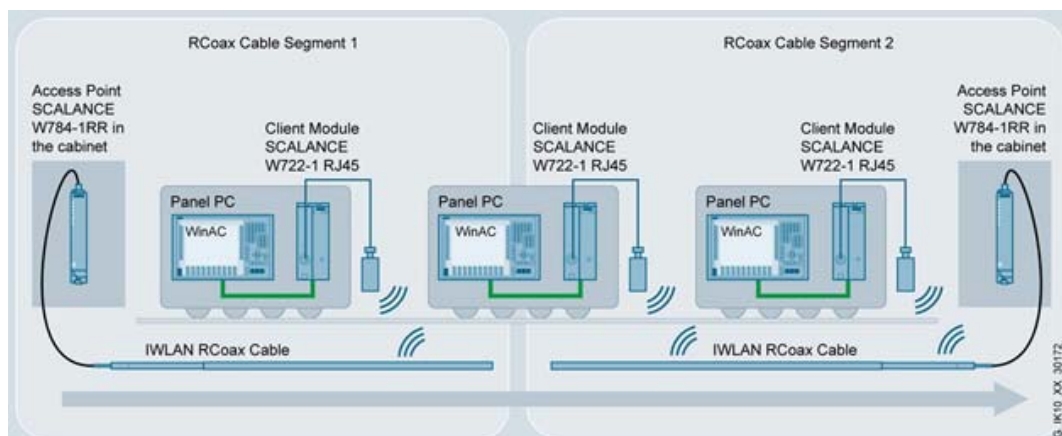 RCoax Cable Segment 1
RCoax Cable Segment 2
Access Point
SCALANCE
W784-1RR in
the cabinet
Client Module
SCALANCE
W722-1 RJ45
Client Module
SCALANCE
W722-1 RJ45
Client Module
SCALANCE
W722-1 RJ45
Access Point
SCALANCE
W784-1RR in
the cabinet
Panel PC
WinAC
Panel PC
WinAC
Panel PC
WinAC
IWLAN RCoax Cable
IWLAN RCoax Cable
G_IK10_XX_30172